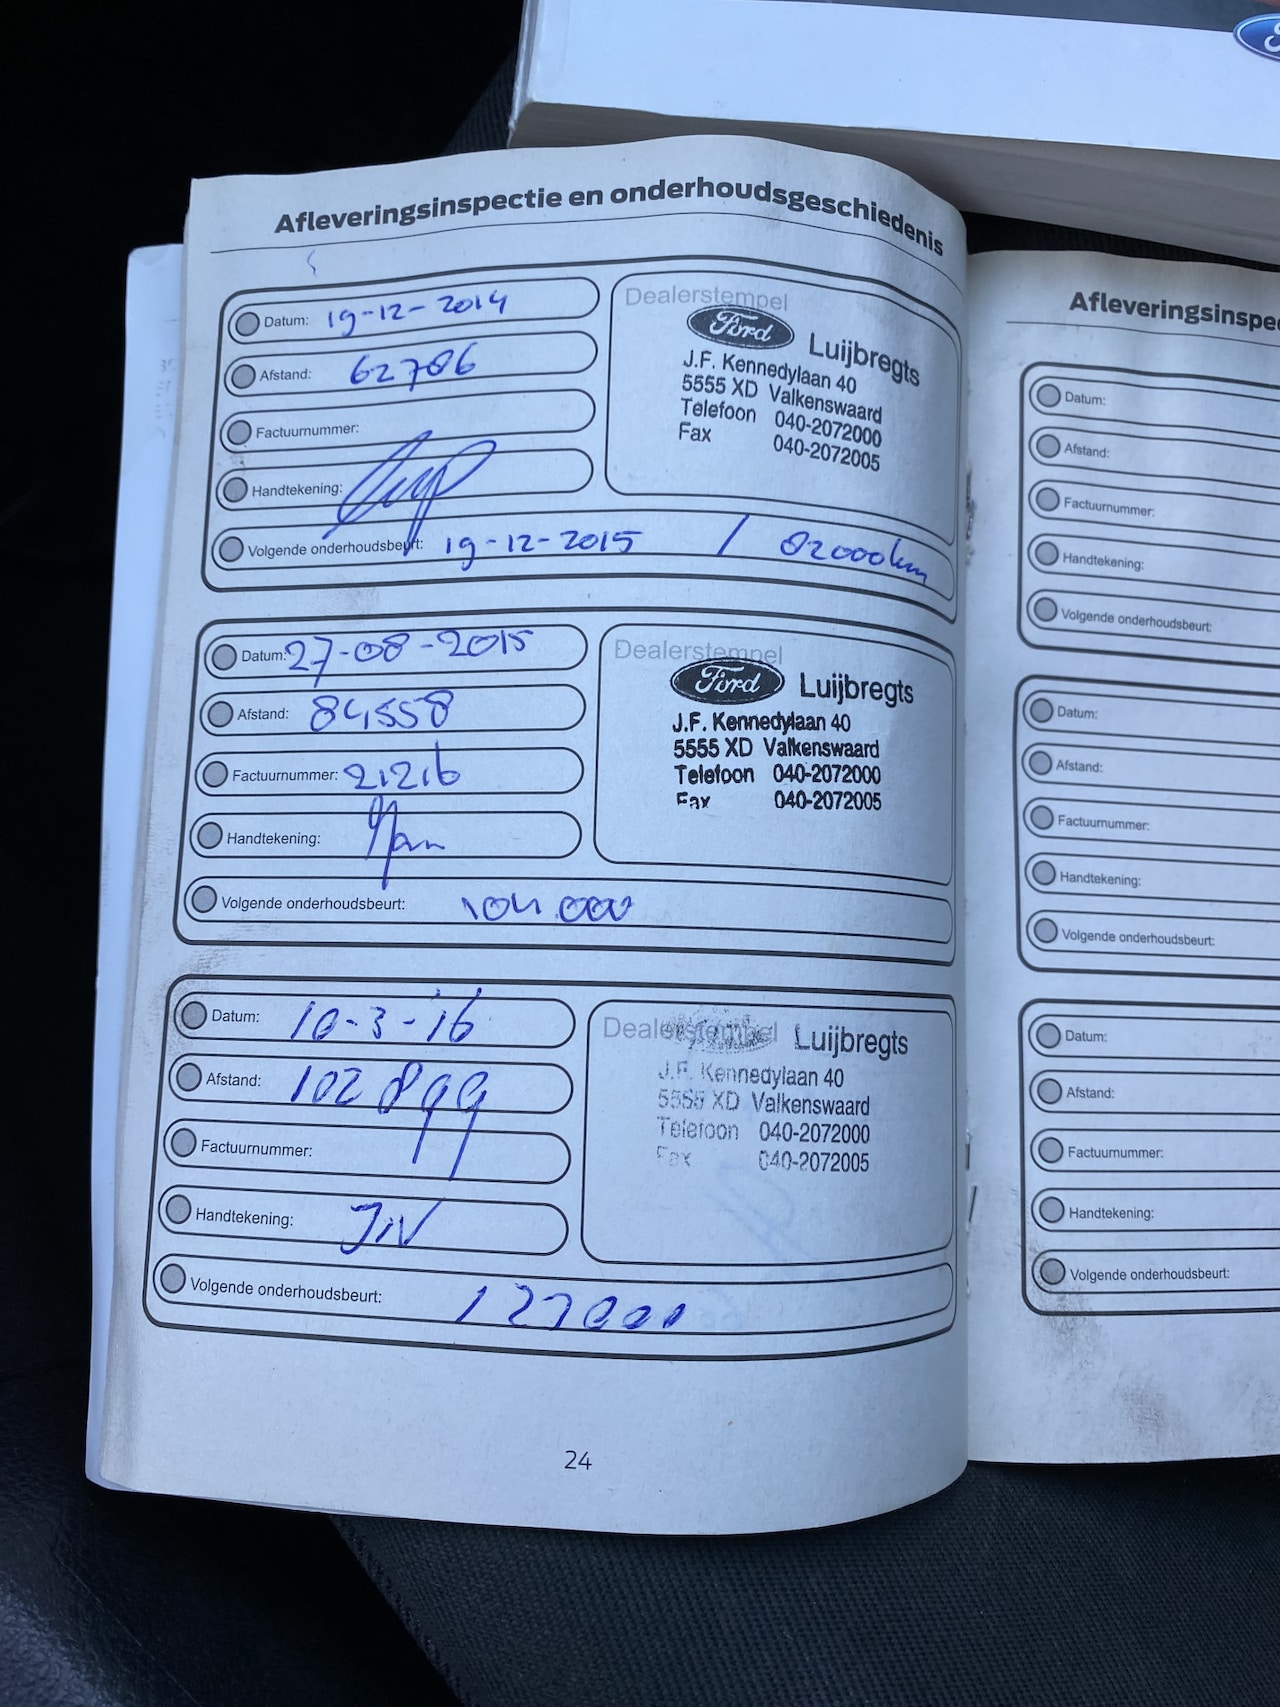 Afleveringsinspectie en onderhoudsgeschiedenis
Datum: 19-12-2014
Afstand: 62786
Factuurnummer:
Handtekening:
Volgende onderhoudsbeurt: 19-12-2015 / 82000km
Dealerstempel
Ford Luijbregts
J.F. Kennedylaan 40
5555 XD Valkenswaard
Telefoon 040-2072000
Fax 040-2072005
Datum: 27-08-2015
Afstand: 84558
Factuurnummer: 21216
Handtekening:
Volgende onderhoudsbeurt: 104.000
Dealerstempel
Ford Luijbregts
J.F. Kennedylaan 40
5555 XD Valkenswaard
Telefoon 040-2072000
Fax 040-2072005
Datum: 10-3-16
Afstand: 102899
Factuurnummer:
Handtekening: JN
Volgende onderhoudsbeurt: 127000
Dealerstempel
Luijbregts
J.F. Kennedylaan 40
5555 XD Valkenswaard
Telefoon 040-2072000
Fax 040-2072005
24
Afleveringsinspe
Datum:
Afstand:
Factuurnummer:
Handtekening:
Volgende onderhoudsbeurt:
Datum:
Afstand:
Factuurnummer:
Handtekening:
Volgende onderhoudsbeurt:
Datum:
Afstand:
Factuurnummer:
Handtekening:
Volgende onderhoudsbeurt: